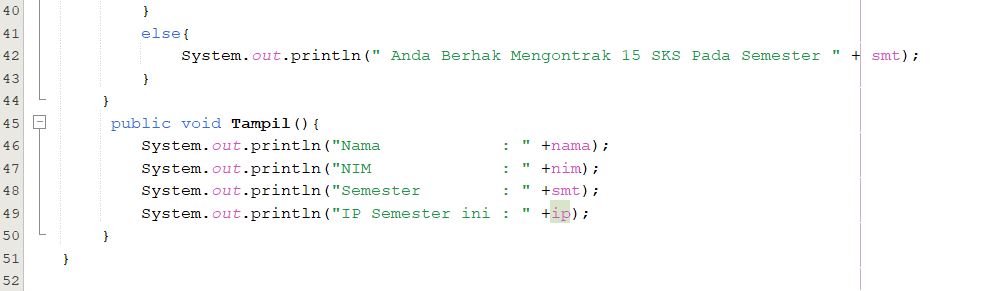 40 }
41 else{
42 System.out.println(" Anda Berhak Mengontrak 15 SKS Pada Semester " + smt);
43 }
44 }
45 public void Tampil(){
46 System.out.println("Nama            : " +nama);
47 System.out.println("NIM             : " +nim);
48 System.out.println("Semester        : " +smt);
49 System.out.println("IP Semester ini : " +ip);
50 }
51 }
52